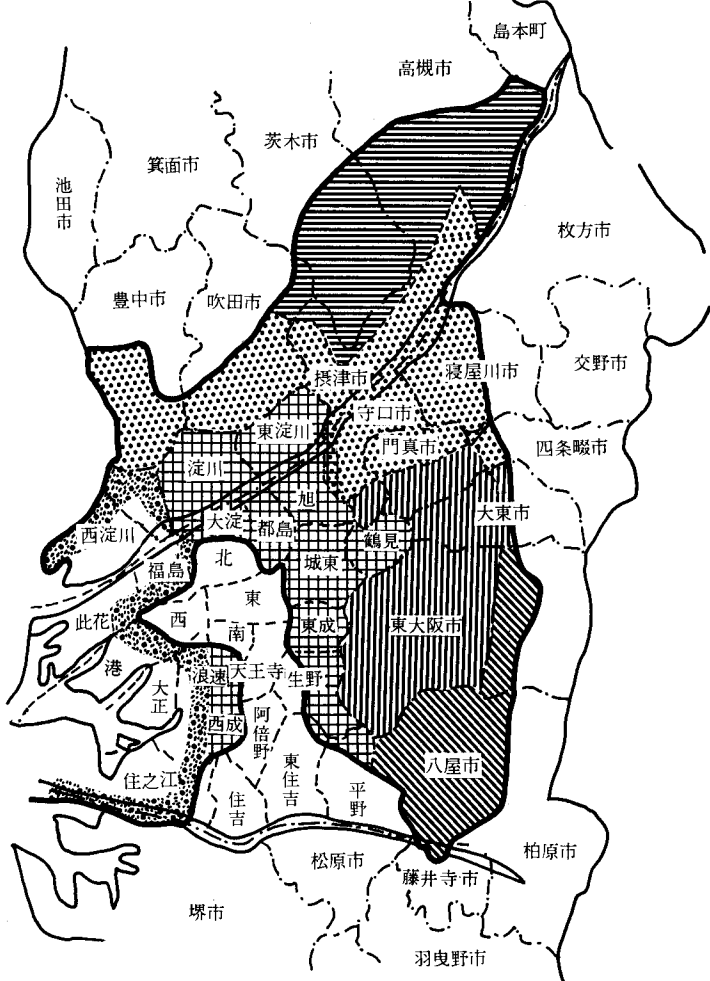 島本町
高槻市
茨木市
箕面市
池田市
枚方市
豊中市
吹田市
交野市
摂津市
寝屋川市
守口市
東淀川
門真市
四条畷市
淀川
旭
大東市
大淀
都島
西淀川
鶴見
北
城東
福島
東
此花
西
南
東成
東大阪市
港
浪速
天王寺
生野
大正
西成
阿倍野
東住吉
八屋市
住之江
住吉
平野
松原市
柏原市
藤井寺市
堺市
羽曳野市